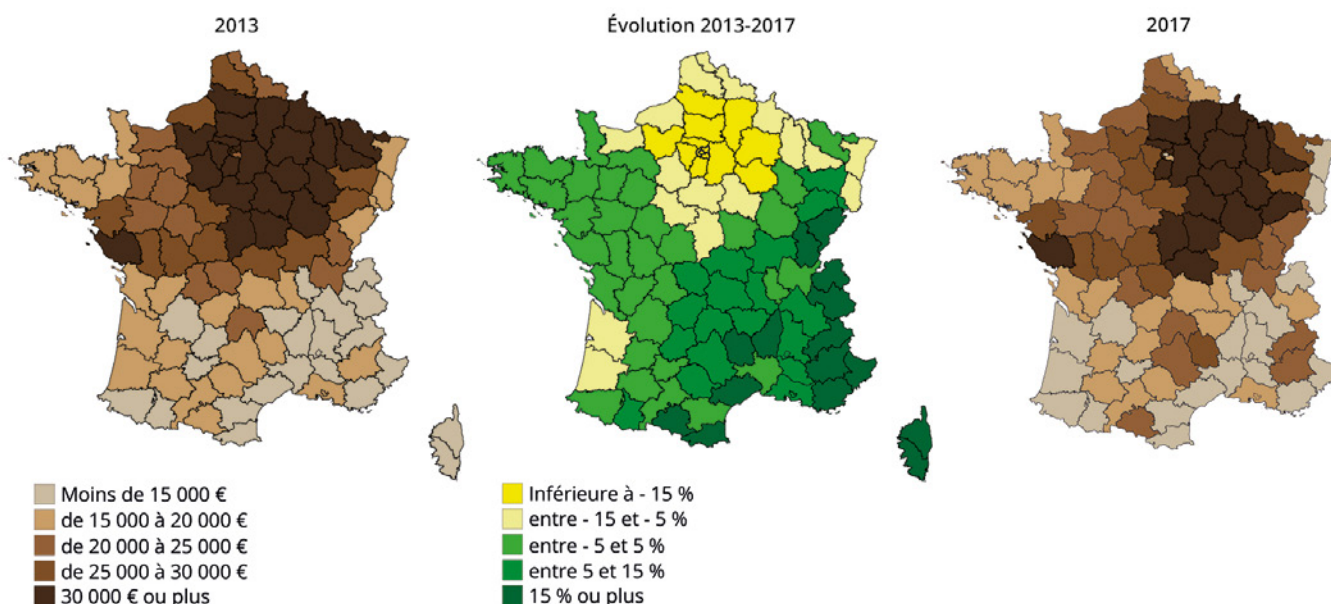 2013
Évolution 2013-2017
2017
Moins de 15 000 €
de 15 000 à 20 000 €
de 20 000 à 25 000 €
de 25 000 à 30 000 €
30 000 € ou plus
Inférieure à - 15 %
entre - 15 et - 5 %
entre - 5 et 5 %
entre 5 et 15 %
15 % ou plus